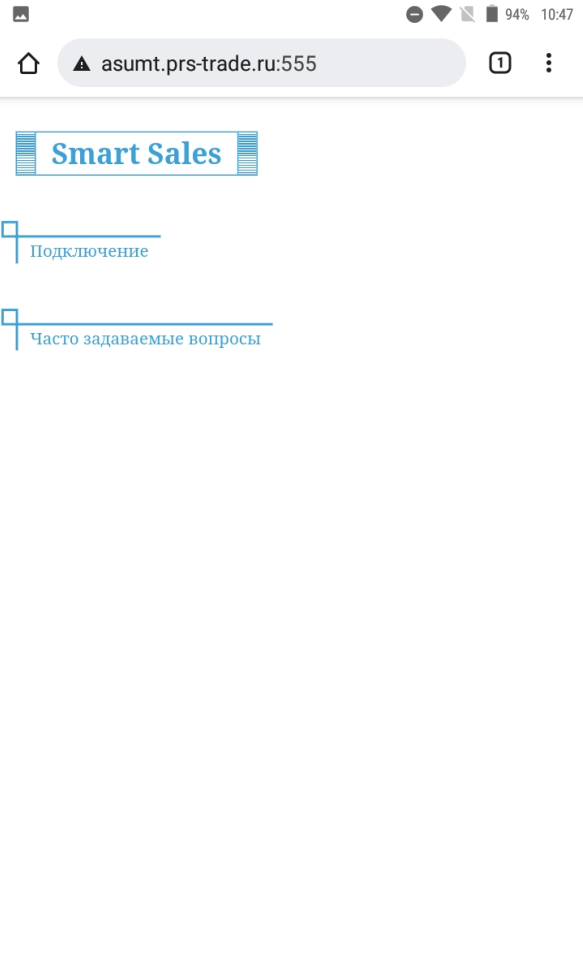 94% 10:47
asumt.prs-trade.ru:555
1
Smart Sales
Подключение
Часто задаваемые вопросы